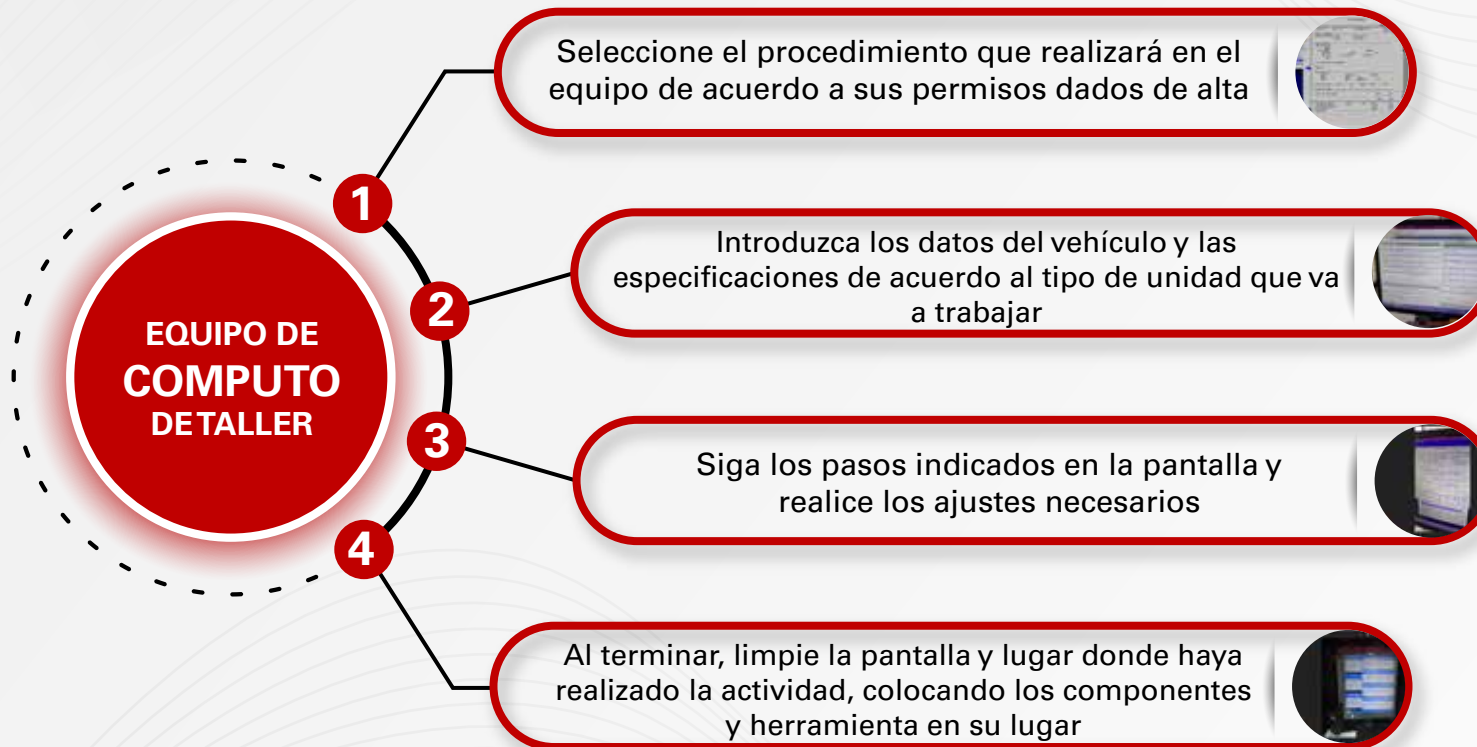 Seleccione el procedimiento que realizará en el
equipo de acuerdo a sus permisos dados de alta
1
Introduzca los datos del vehículo y las
especificaciones de acuerdo al tipo de unidad que va
a trabajar
2
EQUIPO DE
COMPUTO
DE TALLER
3
Siga los pasos indicados en la pantalla y
realice los ajustes necesarios
4
Al terminar, limpie la pantalla y lugar donde haya
realizado la actividad, colocando los componentes
y herramienta en su lugar